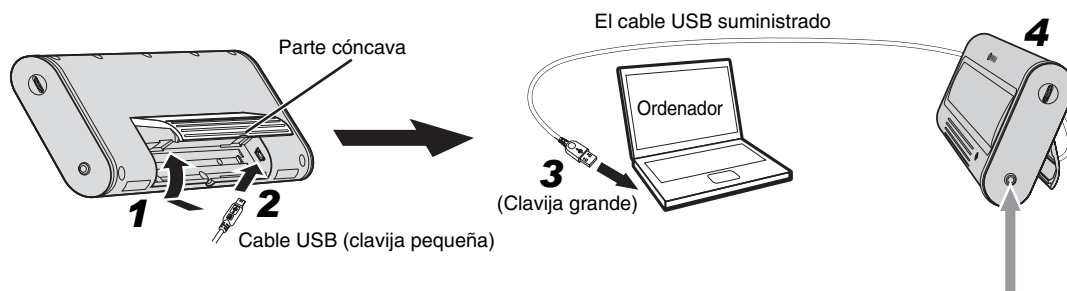 Parte cóncava
1
2
Cable USB (clavija pequeña)
El cable USB suministrado
Ordenador
3
(Clavija grande)
4